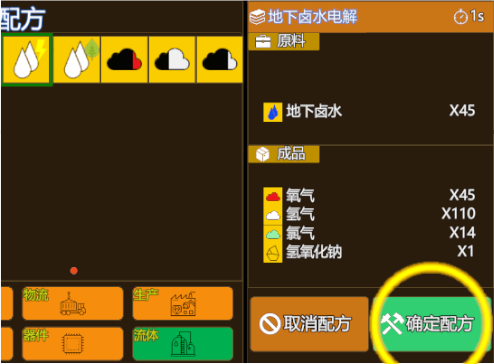 配方
地下卤水电解
1s
原料
地下卤水 X45
成品
氧气 X45
氢气 X110
氯气 X14
氢氧化钠 X1
物流
生产
器件
流体
取消配方
确定配方